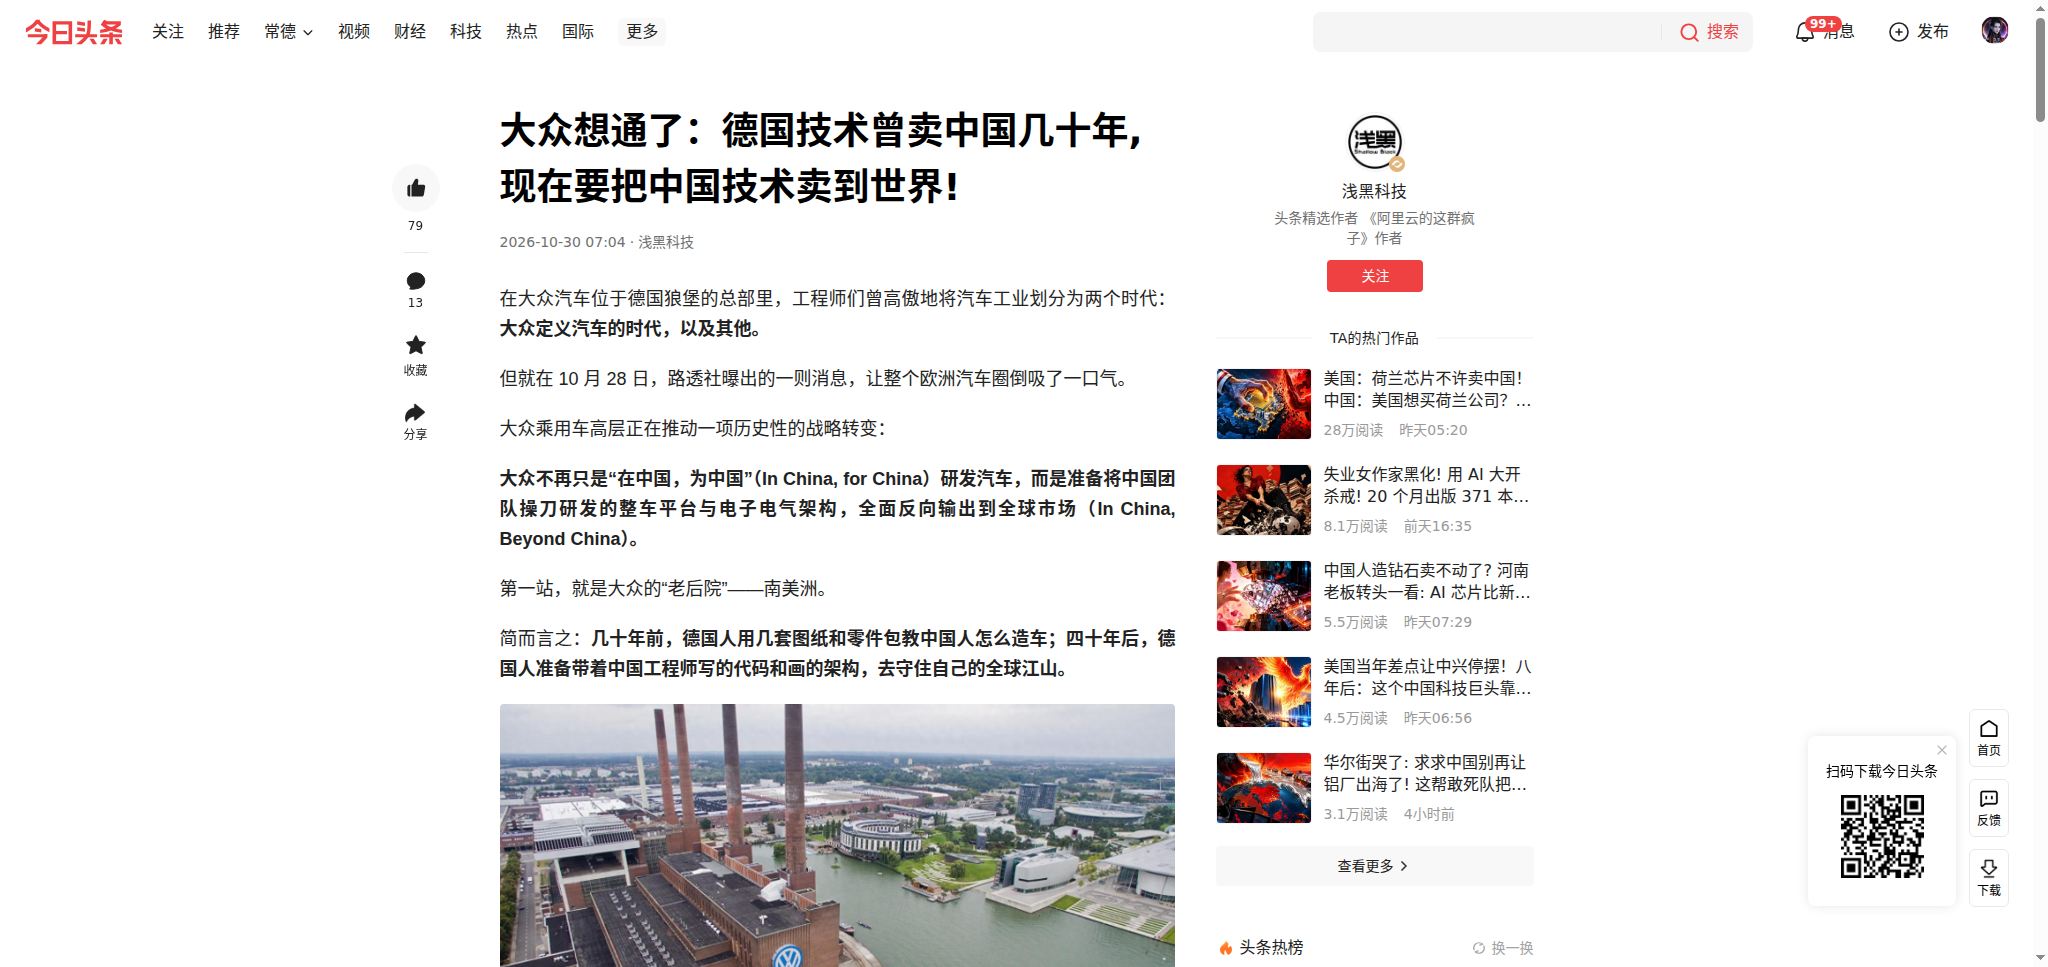 今日头条
关注 推荐 常德 视频 财经 科技 热点 国际 更多
搜索
99+
消息
发布
大众想通了：德国技术曾卖中国几十年,
现在要把中国技术卖到世界!
2026-10-30 07:04 · 浅黑科技
79
13
收藏
分享
在大众汽车位于德国狼堡的总部里，工程师们曾高傲地将汽车工业划分为两个时代：
大众定义汽车的时代，以及其他。
但就在 10 月 28 日，路透社曝出的一则消息，让整个欧洲汽车圈倒吸了一口气。
大众乘用车高层正在推动一项历史性的战略转变：
大众不再只是“在中国，为中国”（In China, for China）研发汽车，而是准备将中国团
队操刀研发的整车平台与电子电气架构，全面反向输出到全球市场（In China,
Beyond China）。
第一站，就是大众的“老后院”——南美洲。
简而言之：几十年前，德国人用几套图纸和零件包教中国人怎么造车；四十年后，德
国人准备带着中国工程师写的代码和画的架构，去守住自己的全球江山。
浅黑
Shallow Black
浅黑科技
头条精选作者 《阿里云的这群疯
子》作者
关注
TA的热门作品
美国：荷兰芯片不许卖中国！
中国：美国想买荷兰公司？...
28万阅读 昨天05:20
失业女作家黑化! 用 AI 大开
杀戒! 20 个月出版 371 本...
8.1万阅读 前天16:35
中国人造钻石卖不动了? 河南
老板转头一看: AI 芯片比新...
5.5万阅读 昨天07:29
美国当年差点让中兴停摆！八
年后：这个中国科技巨头靠...
4.5万阅读 昨天06:56
华尔街哭了: 求求中国别再让
铝厂出海了! 这帮敢死队把...
3.1万阅读 4小时前
查看更多
头条热榜
换一换
扫码下载今日头条
首页
反馈
下载